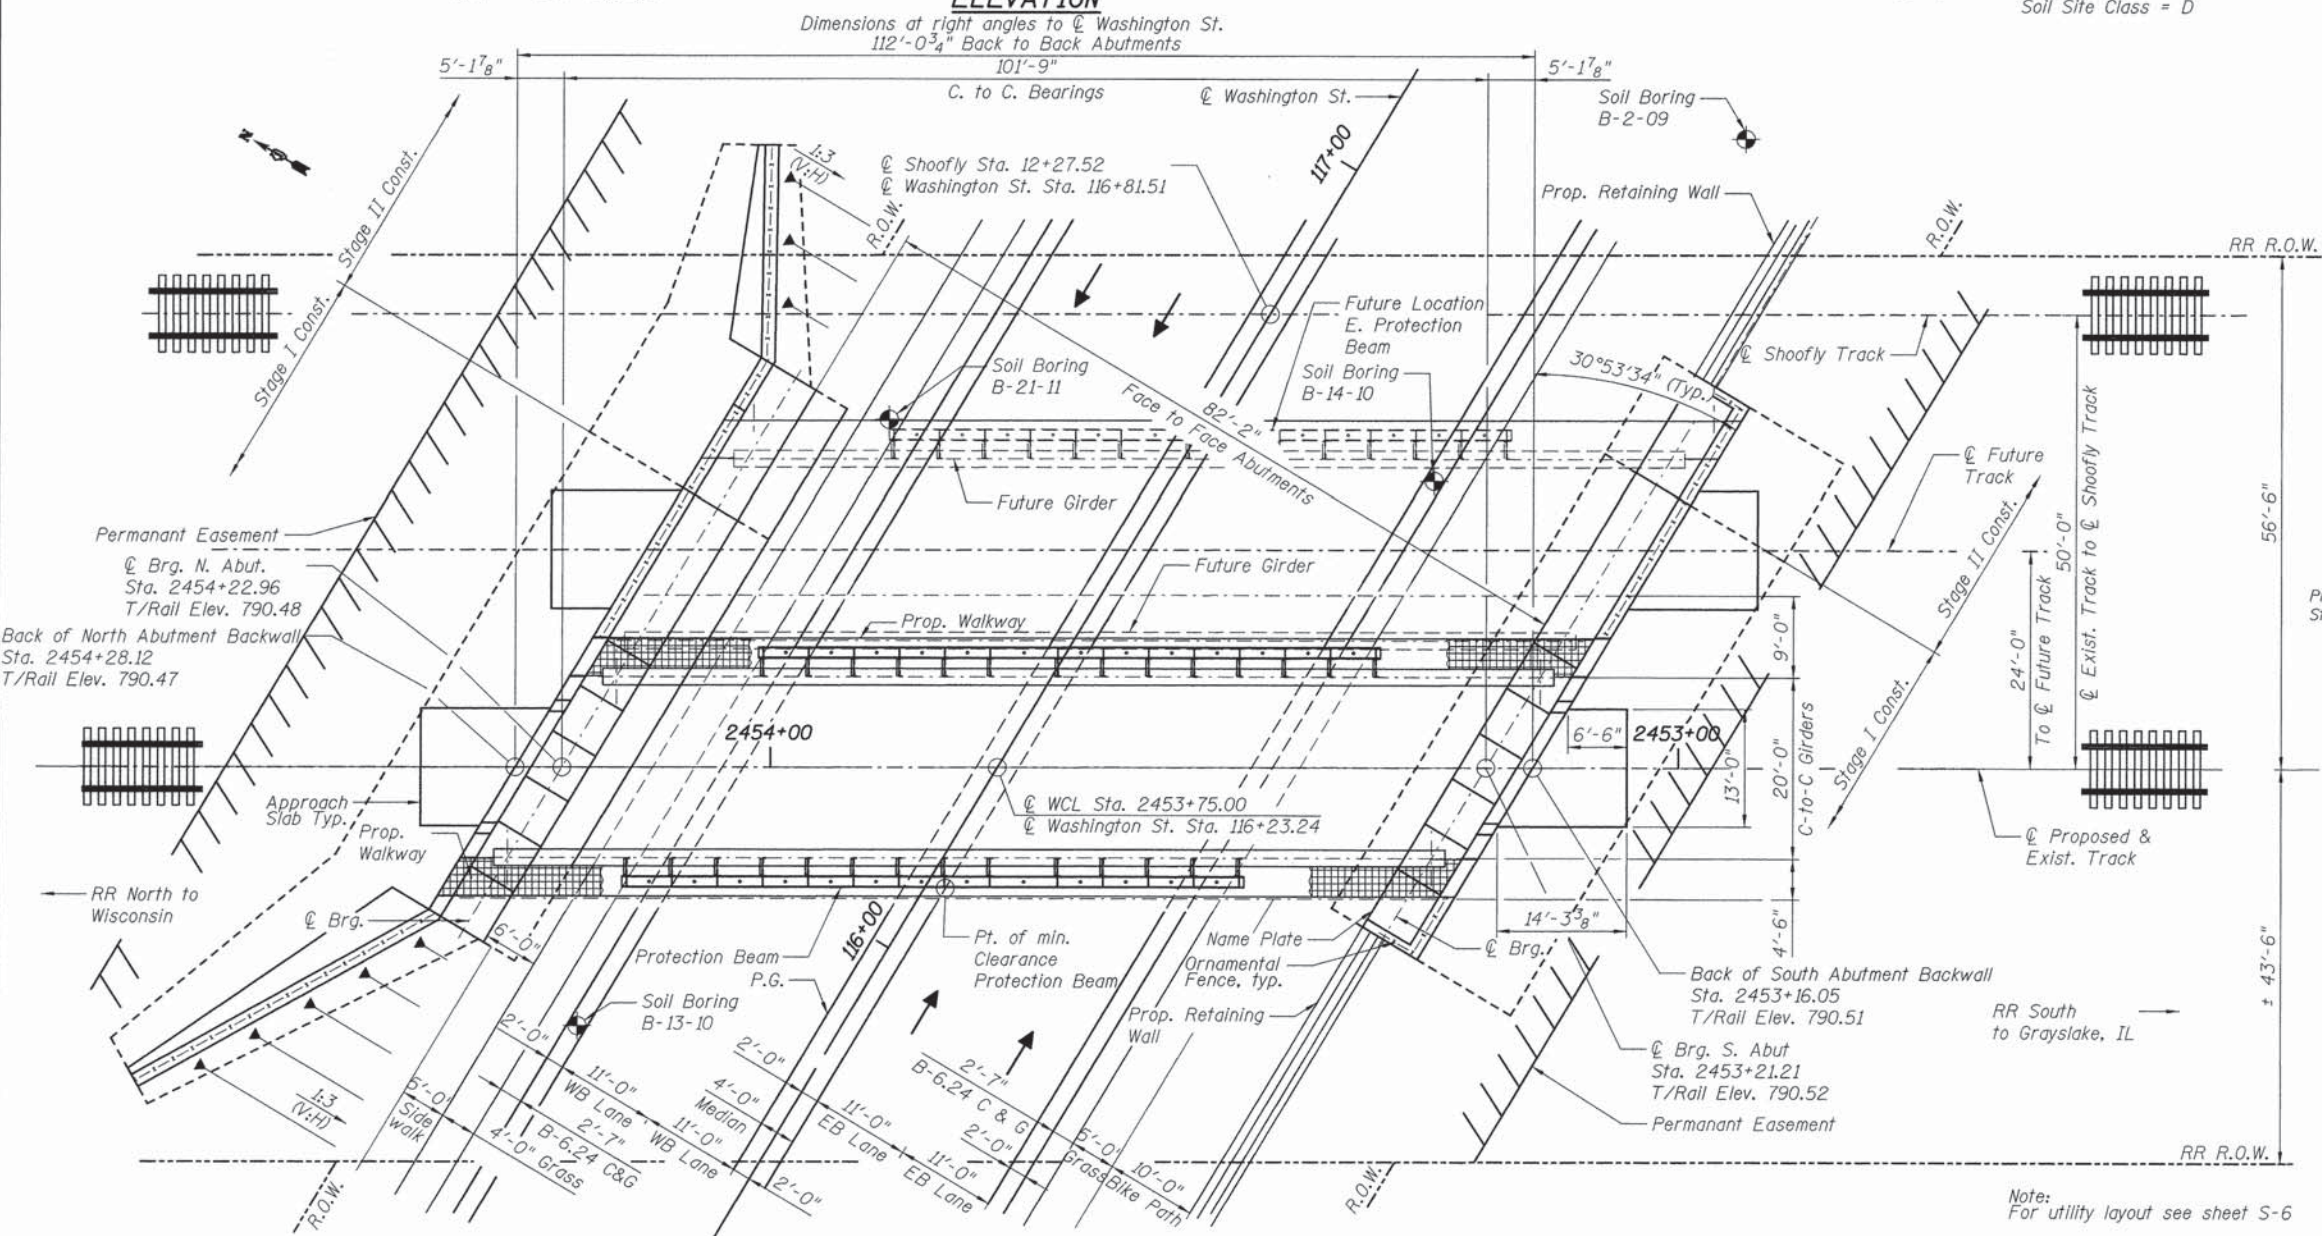 ELEVATION
Soil Site Class = D
Dimensions at right angles to ℄ Washington St.
112'-0¾" Back to Back Abutments
5'-1⅞"
101'-9"
5'-1⅞"
C. to C. Bearings
℄ Washington St.
Soil Boring
B-2-09
N
Stage II Const.
Stage I Const.
1:3
(V:H)
℄ Shoofly Sta. 12+27.52
℄ Washington St. Sta. 116+81.51
117+00
Prop. Retaining Wall
R.O.W.
R.O.W.
RR R.O.W.
Future Location
E. Protection
Beam
℄ Shoofly Track
Soil Boring
B-21-11
Soil Boring
B-14-10
30°53'34" (Typ.)
82'-2"
Face to Face Abutments
℄ Future
Track
Future Girder
56'-6"
50'-0"
℄ Exist. Track to ℄ Shoofly Track
Stage II Const.
Stage I Const.
24'-0"
To ℄ Future Track
Permanant Easement
℄ Brg. N. Abut.
Sta. 2454+22.96
T/Rail Elev. 790.48
Back of North Abutment Backwall
Sta. 2454+28.12
T/Rail Elev. 790.47
Future Girder
Prop. Walkway
9'-0"
2454+00
6'-6"
2453+00
13'-0"
20'-0"
C-to-C Girders
℄ WCL Sta. 2453+75.00
℄ Washington St. Sta. 116+23.24
Approach
Slab Typ.
Prop.
Walkway
℄ Proposed &
Exist. Track
RR North to
Wisconsin
℄ Brg.
6'-0"
116+00
14'-3⅜"
4'-6"
± 43'-6"
Protection Beam
P.G.
Pt. of min.
Clearance
Protection Beam
Name Plate
Ornamental
Fence, typ.
℄ Brg.
Prop. Retaining
Wall
Back of South Abutment Backwall
Sta. 2453+16.05
T/Rail Elev. 790.51
RR South
to Grayslake, IL
℄ Brg. S. Abut
Sta. 2453+21.21
T/Rail Elev. 790.52
Permanant Easement
Soil Boring
B-13-10
1:3
(V:H)
5'-0"
Side
walk
4'-0" Grass
2'-7"
B-6.24 C&G
2'-0"
11'-0"
WB Lane
11'-0"
WB Lane
2'-0"
4'-0"
Median
2'-0"
11'-0"
EB Lane
11'-0"
EB Lane
2'-7"
B-6.24 C & G
2'-0"
5'-0"
Grass
10'-0"
Bike Path
R.O.W.
R.O.W.
RR R.O.W.
Note:
For utility layout see sheet S-6